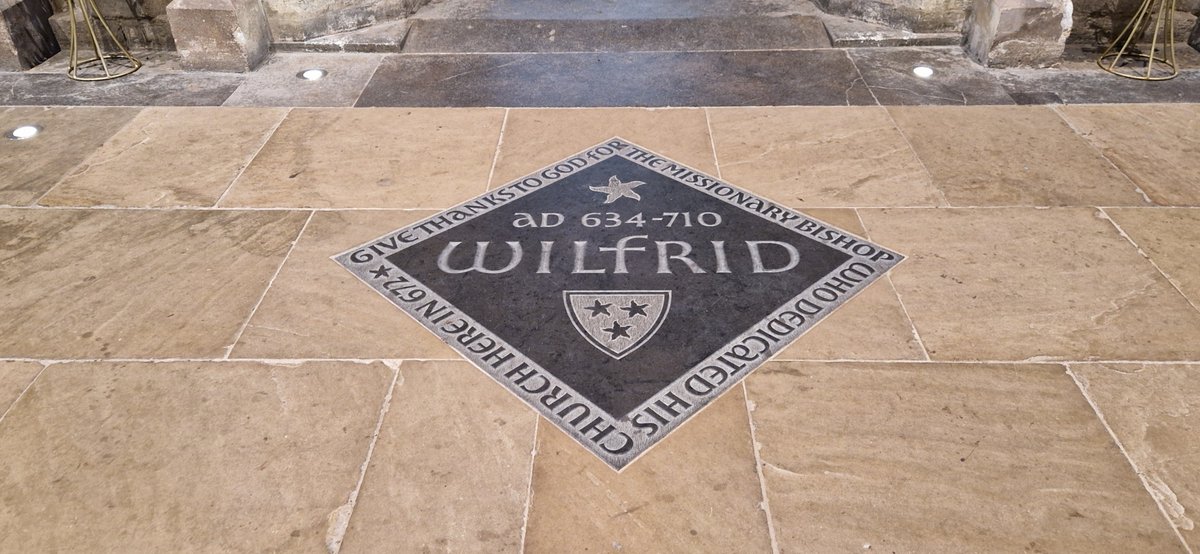 AD 634-710
WILFRID
GIVE THANKS TO GOD FOR
THE MISSIONARY BISHOP
WHO DEDICATED HIS
CHURCH HERE IN 672